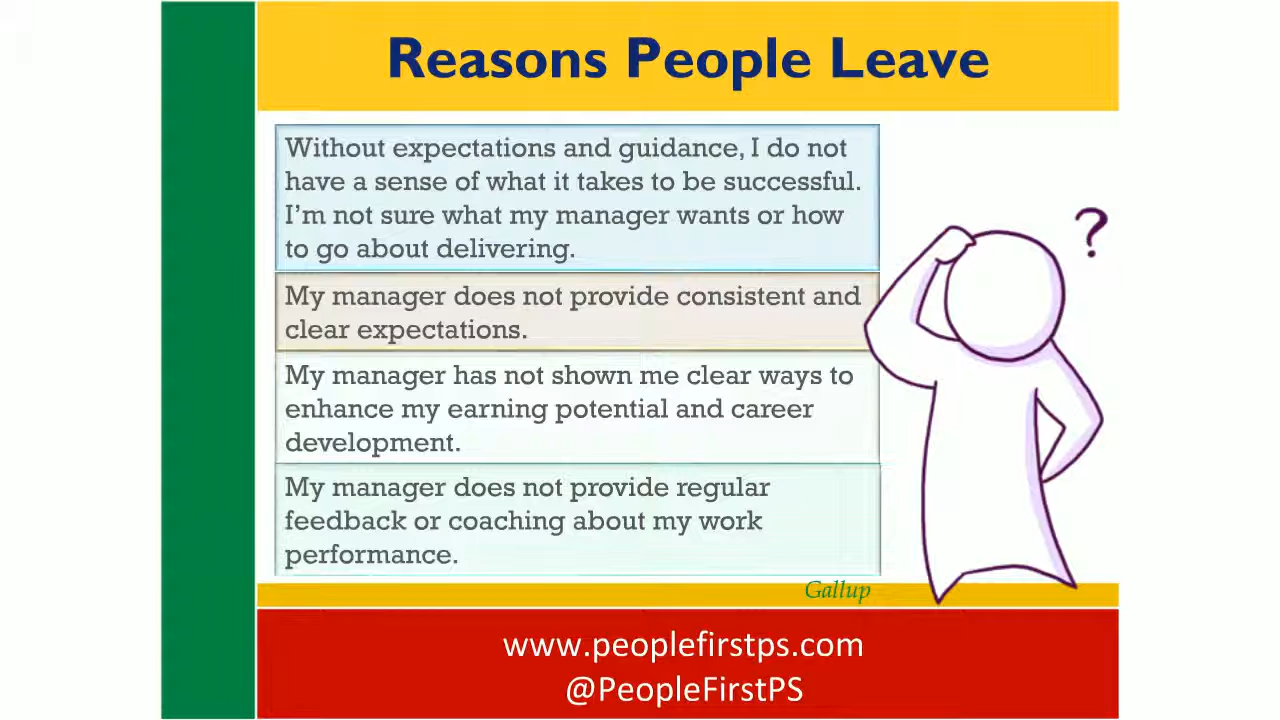 Reasons People Leave
Without expectations and guidance, I do not
have a sense of what it takes to be successful.
I’m not sure what my manager wants or how
to go about delivering.
My manager does not provide consistent and
clear expectations.
My manager has not shown me clear ways to
enhance my earning potential and career
development.
My manager does not provide regular
feedback or coaching about my work
performance.
?
Gallup
www.peoplefirstps.com
@PeopleFirstPS